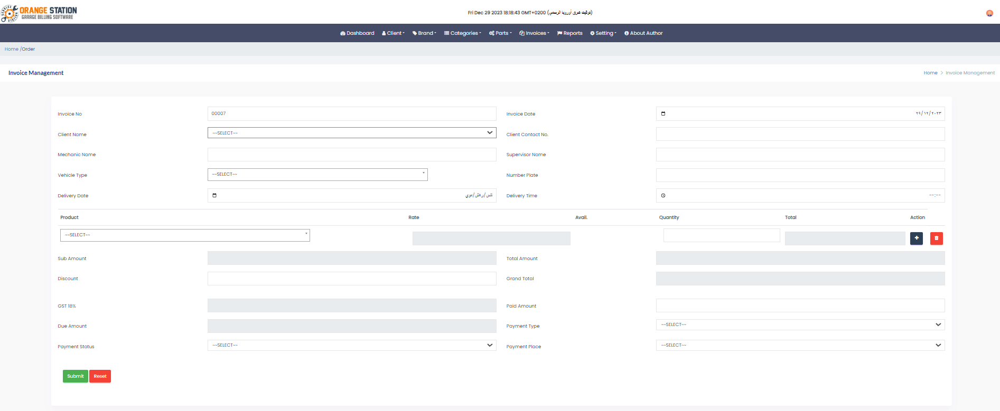 ORANGE STATION
GARAGE BILLING SOFTWARE
Fri Dec 29 2023 18:18:43 GMT+0200 (توقيت شرق أوروبا الرسمي)
Dashboard Client Brand Categories Parts Invoices Reports Setting About Author
Home /Order
Invoice Management
Home > Invoice Management
Invoice No 00007 Invoice Date ٢٩/١٢/٢٠٢٣
Client Name ~~SELECT~~ Client Contact No.
Mechanic Name Supervisor Name
Vehicle Type ~~SELECT~~ Number Plate
Delivery Date Delivery Time --:--
Product Rate Avail. Quantity Total Action
~~SELECT~~
Sub Amount Total Amount
Discount Grand Total
GST 18% Paid Amount
Due Amount Payment Type ~~SELECT~~
Payment Status ~~SELECT~~ Payment Place ~~SELECT~~
Submit Reset